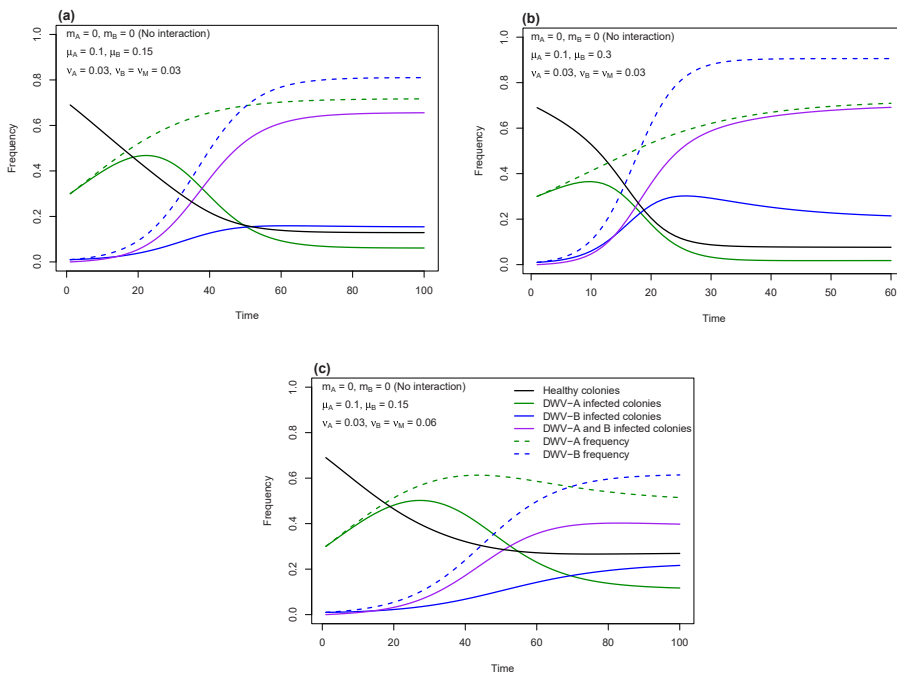 (a)
m_A = 0, m_B = 0 (No interaction)
μ_A = 0.1, μ_B = 0.15
ν_A = 0.03, ν_B = ν_M = 0.03
Frequency
0.0
0.2
0.4
0.6
0.8
1.0
0 20 40 60 80 100
Time
(b)
m_A = 0, m_B = 0 (No interaction)
μ_A = 0.1, μ_B = 0.3
ν_A = 0.03, ν_B = ν_M = 0.03
Frequency
0.0
0.2
0.4
0.6
0.8
1.0
0 10 20 30 40 50 60
Time
(c)
m_A = 0, m_B = 0 (No interaction)
μ_A = 0.1, μ_B = 0.15
ν_A = 0.03, ν_B = ν_M = 0.06
Healthy colonies
DWV−A infected colonies
DWV−B infected colonies
DWV−A and B infected colonies
DWV−A frequency
DWV−B frequency
Frequency
0.0
0.2
0.4
0.6
0.8
1.0
0 20 40 60 80 100
Time